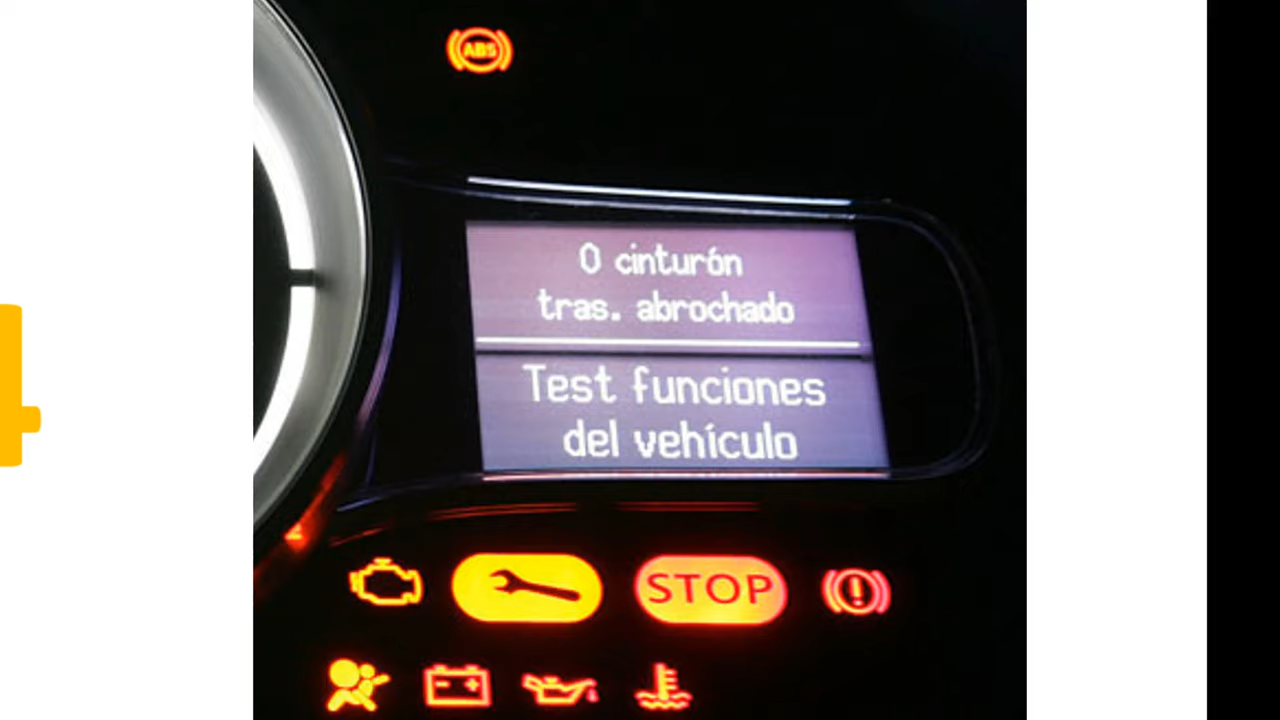 ABS
0 cinturón
tras. abrochado
Test funciones
del vehículo
STOP